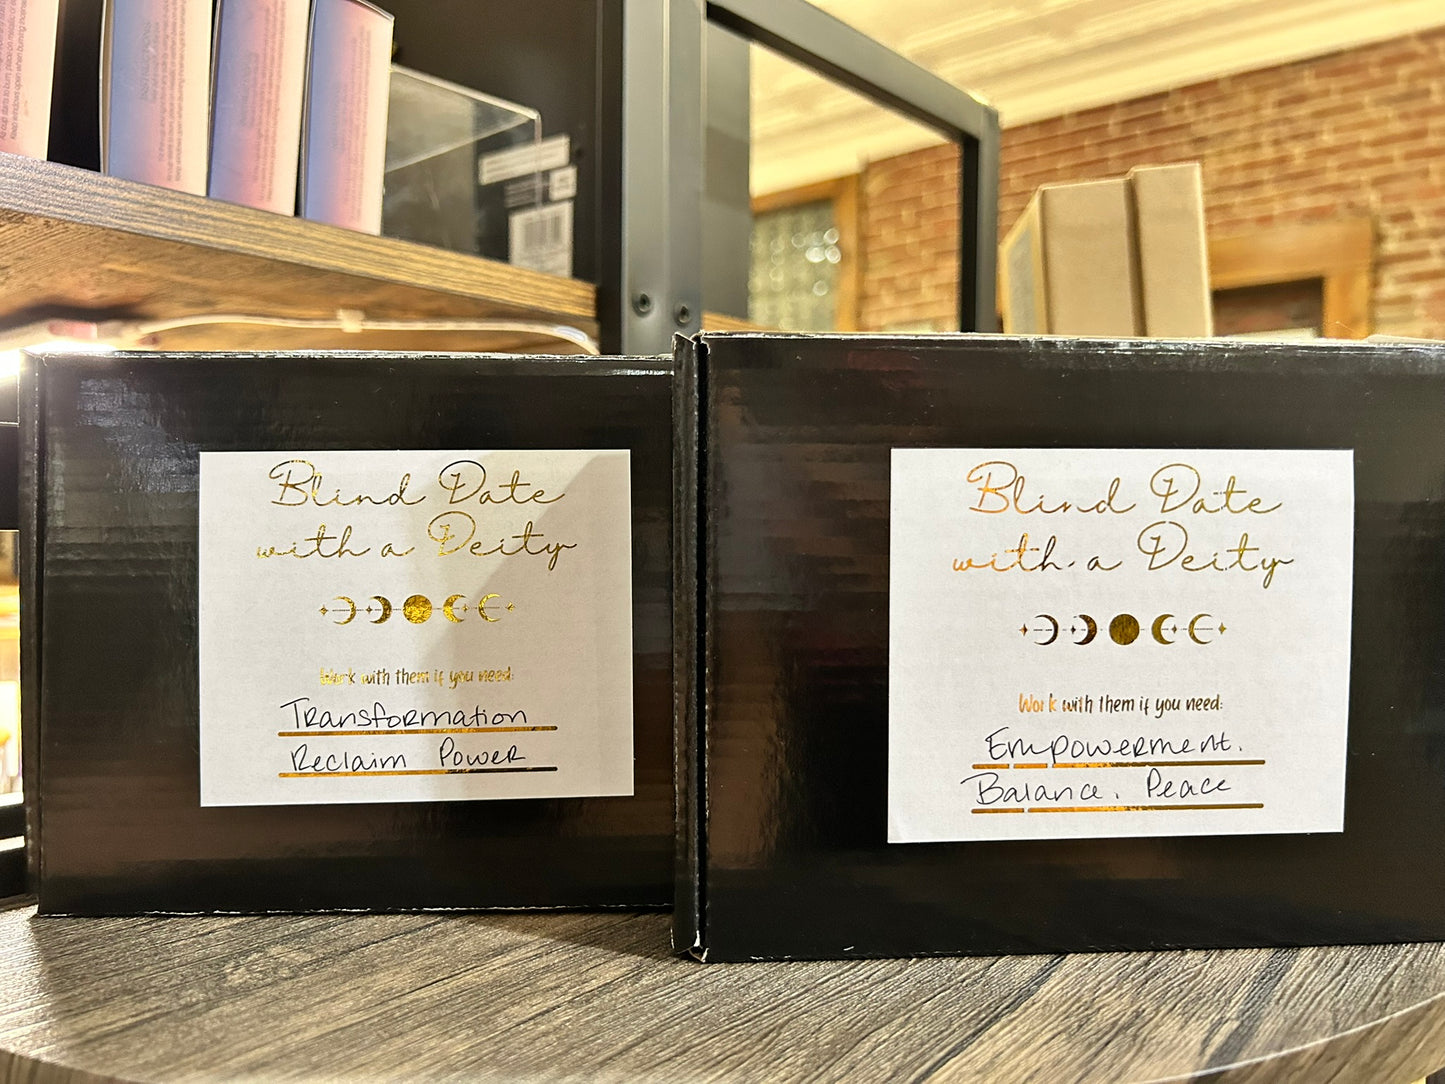 Blind Date
with a Deity
Work with them if you need:
Transformation
Reclaim Power
Blind Date
with a Deity
Work with them if you need:
Empowerment.
Balance. Peace